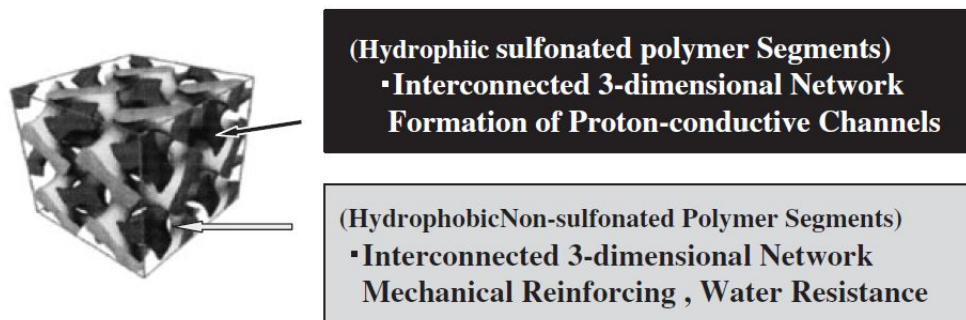 (Hydrophiic sulfonated polymer Segments)
▪Interconnected 3-dimensional Network
Formation of Proton-conductive Channels
(HydrophobicNon-sulfonated Polymer Segments)
▪Interconnected 3-dimensional Network
Mechanical Reinforcing , Water Resistance